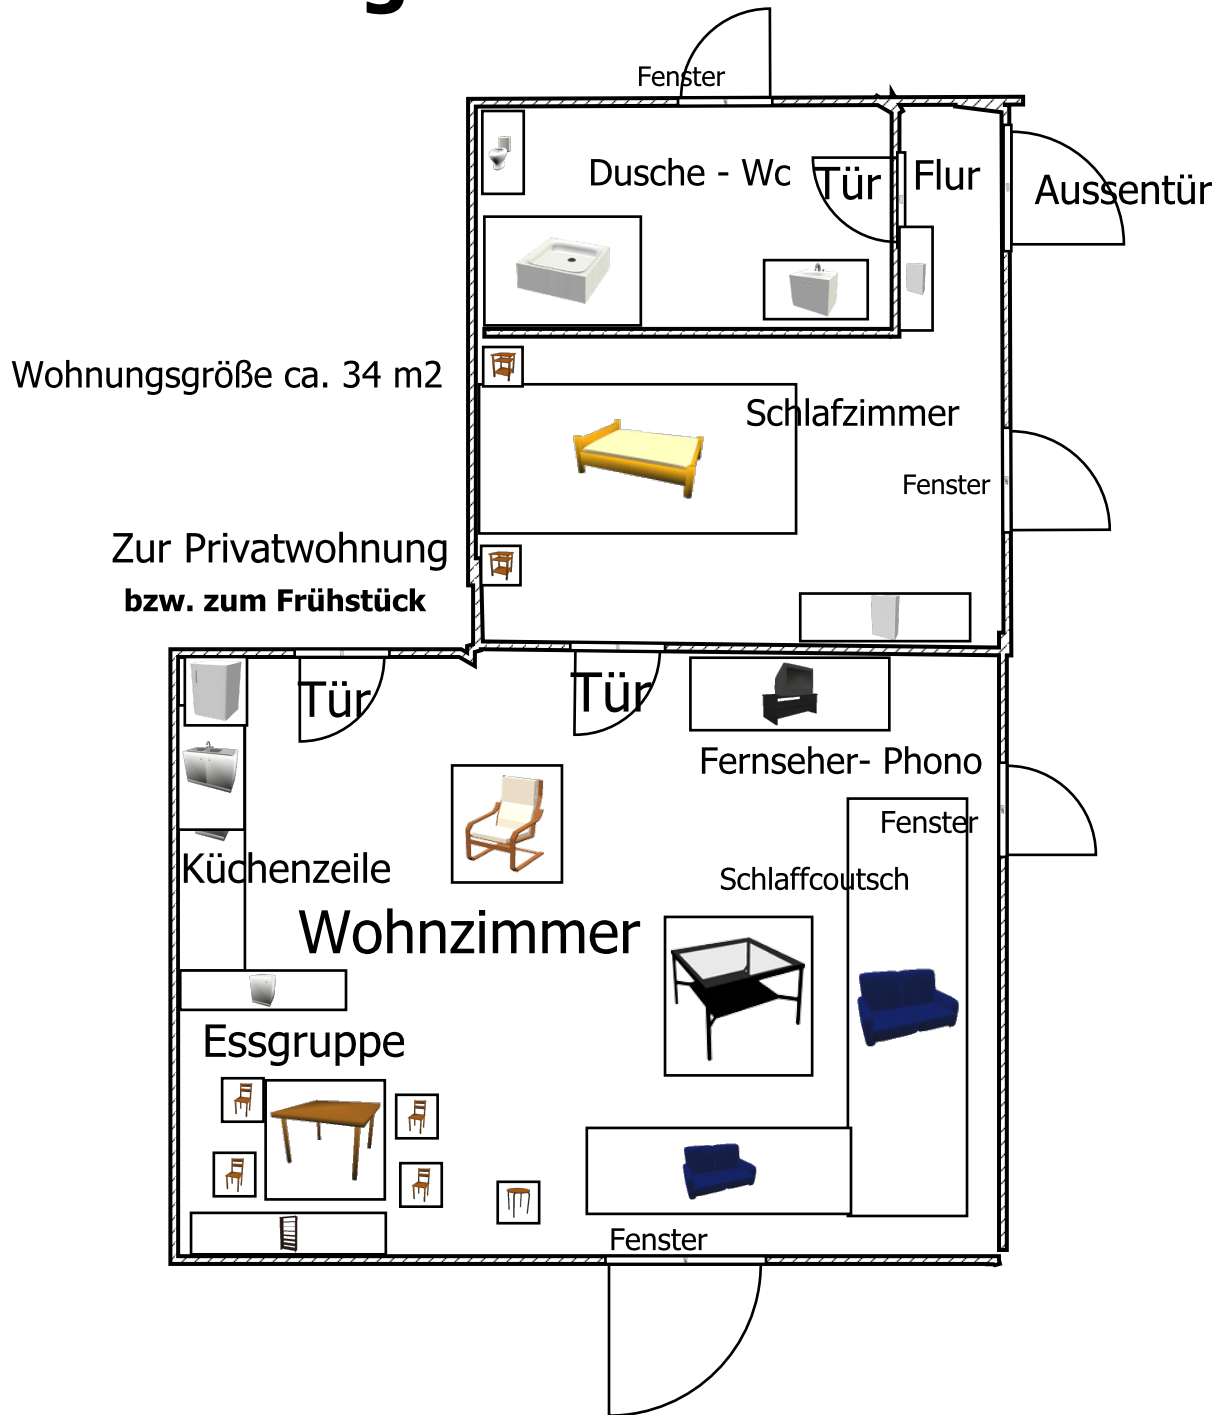 Fenster
Dusche - Wc
Tür
Flur
Aussentür
Wohnungsgröße ca. 34 m2
Schlafzimmer
Fenster
Zur Privatwohnung
bzw. zum Frühstück
Tür
Tür
Fernseher- Phono
Fenster
Küchenzeile
Schlaffcoutsch
Wohnzimmer
Essgruppe
Fenster